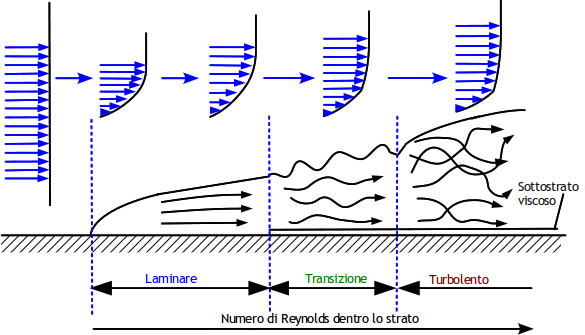 Sottostrato
viscoso
Laminare
Transizione
Turbolento
Numero di Reynolds dentro lo strato